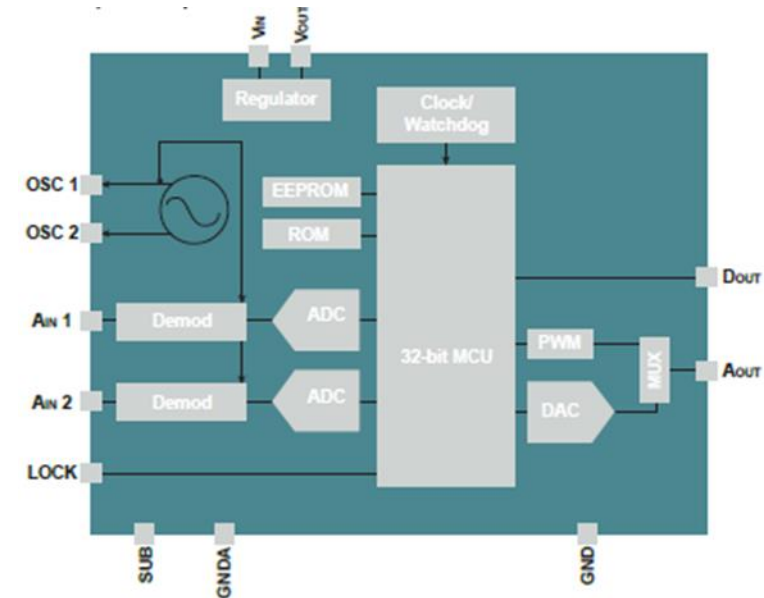 VIN
VOUT
Regulator
Clock/
Watchdog
OSC 1
EEPROM
OSC 2
ROM
DOUT
AIN 1
Demod
ADC
PWM
32-bit MCU
MUX
AOUT
AIN 2
Demod
ADC
DAC
LOCK
SUB
GNDA
GND